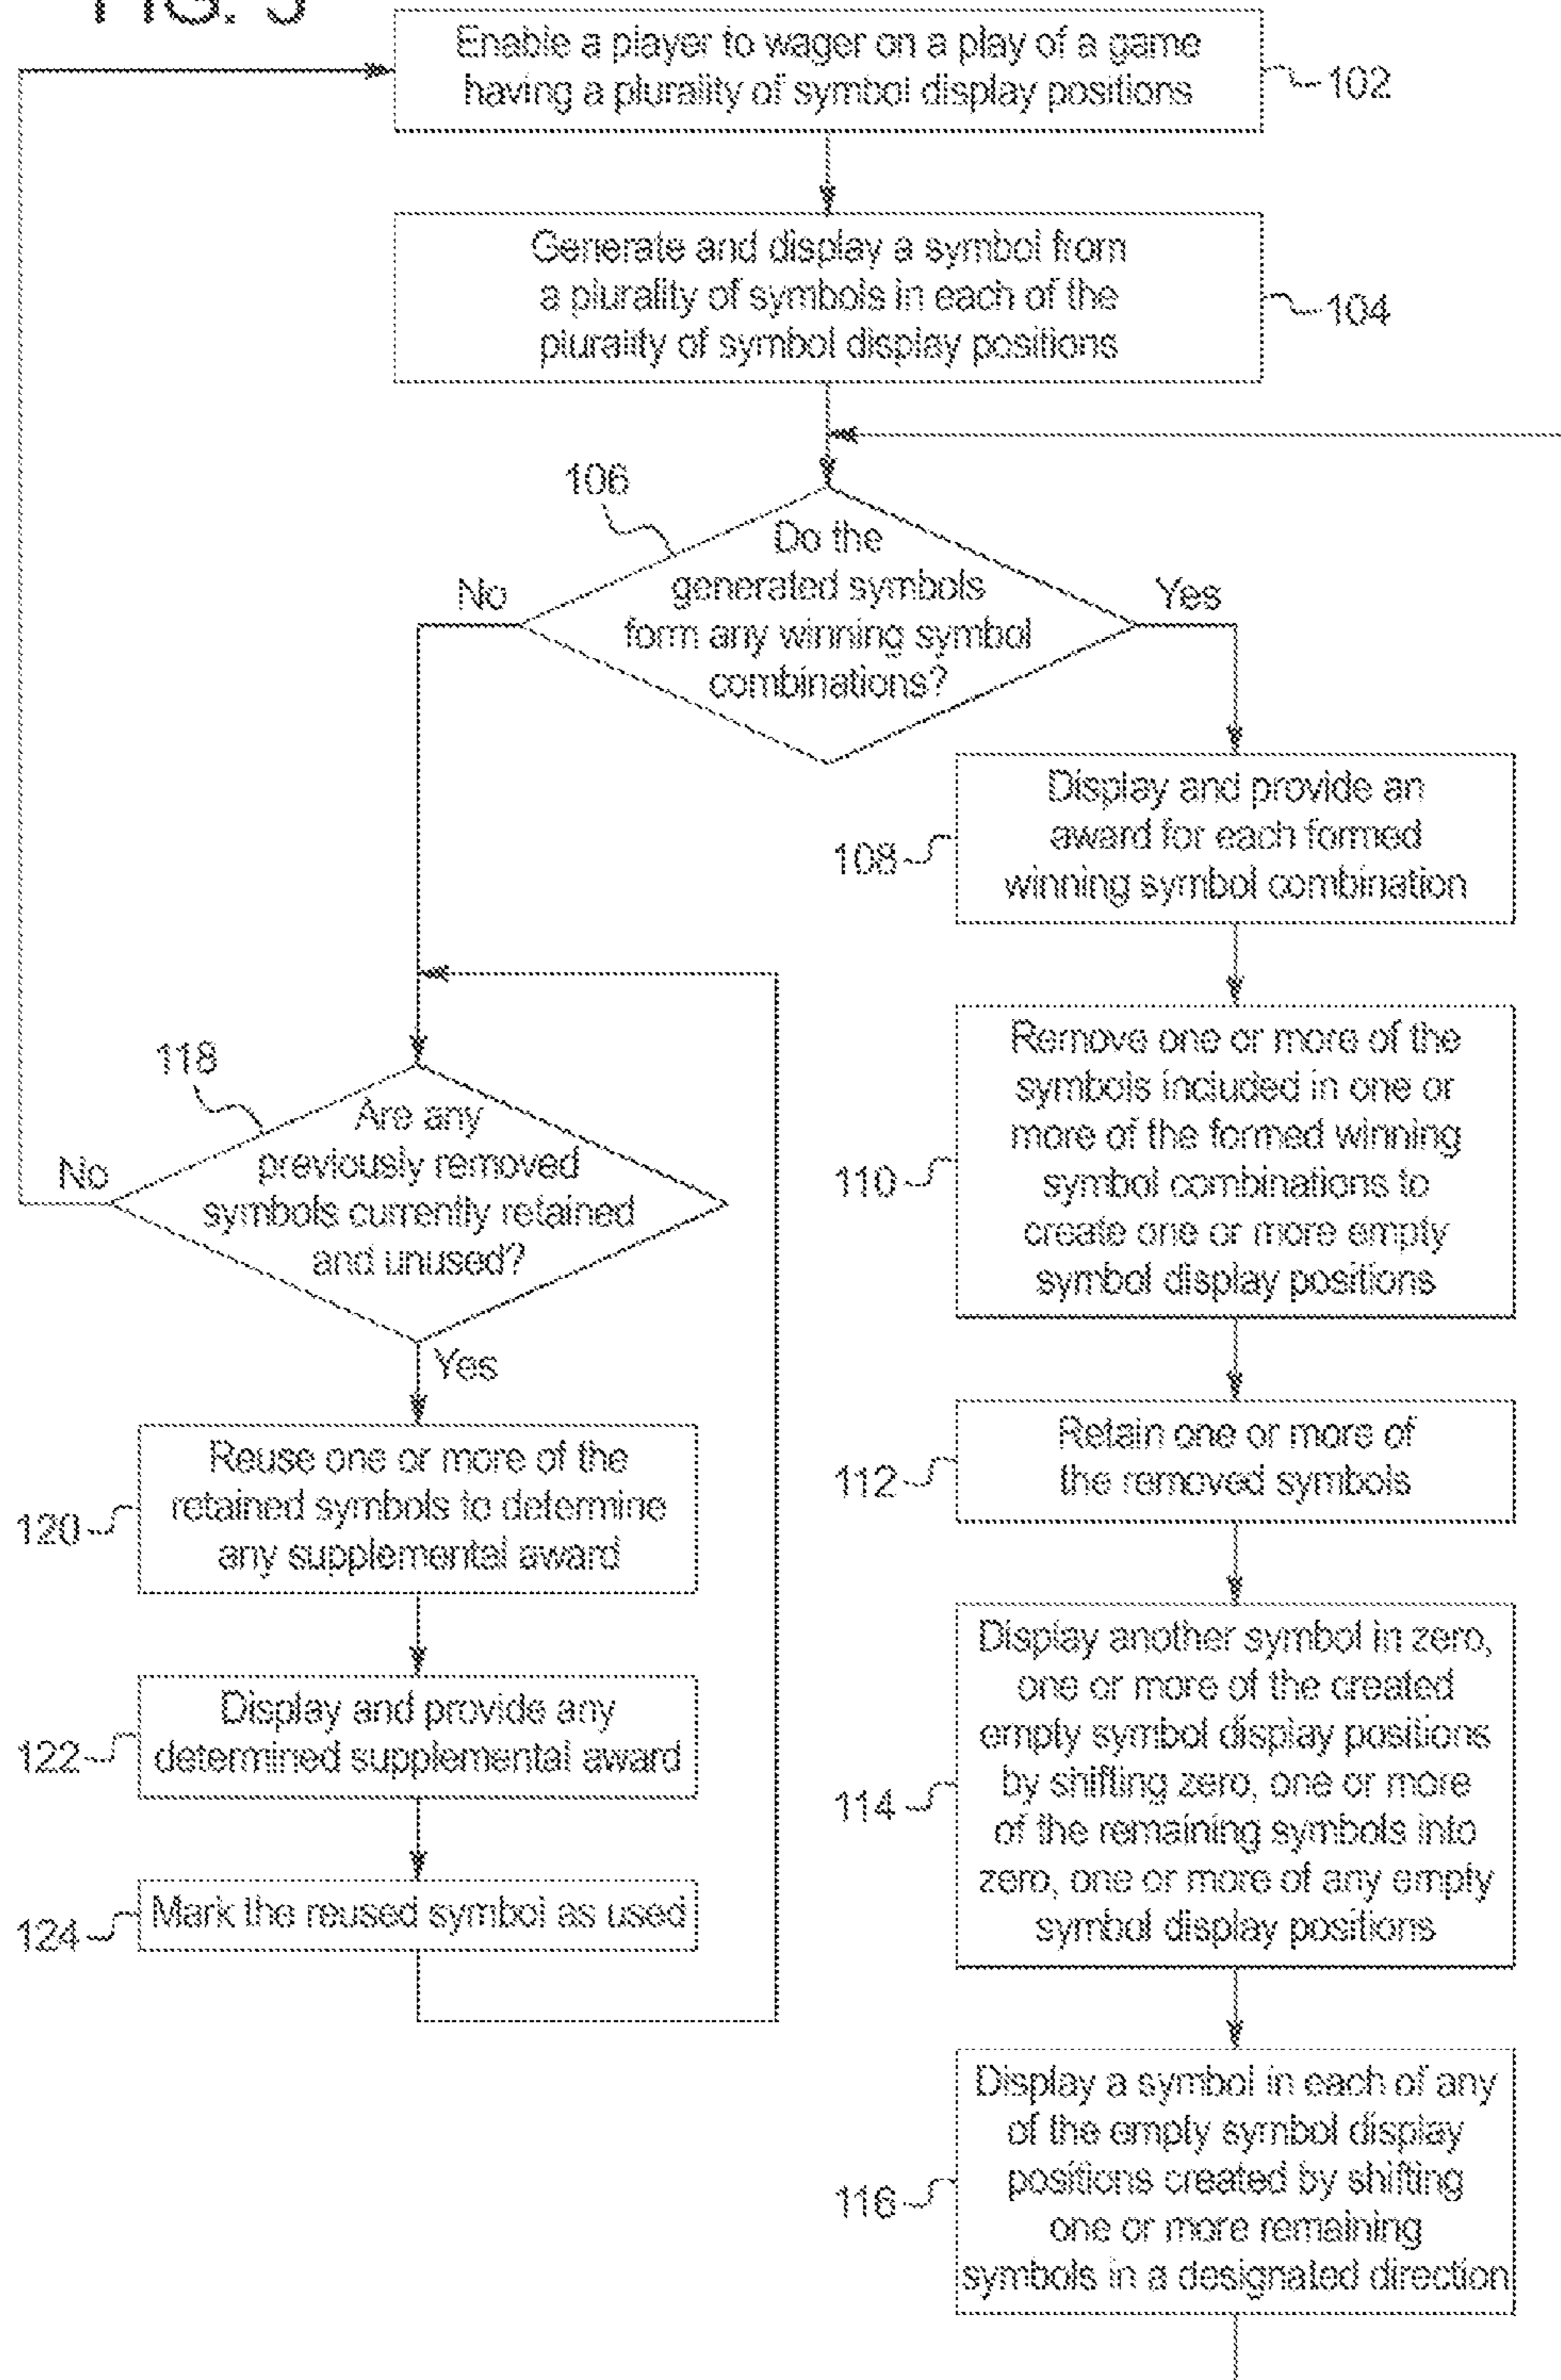 Enable a player to wager on a play of a game
having a plurality of symbol display positions
102
Generate and display a symbol from
a plurality of symbols in each of the
plurality of symbol display positions
104
106
Do the
generated symbols
form any winning symbol
combinations?
No
Yes
Display and provide an
award for each formed
winning symbol combination
108
Remove one or more of the
symbols included in one or
more of the formed winning
symbol combinations to
create one or more empty
symbol display positions
110
Retain one or more of
the removed symbols
112
Display another symbol in zero,
one or more of the created
empty symbol display positions
by shifting zero, one or more
of the remaining symbols into
zero, one or more of any empty
symbol display positions
114
Display a symbol in each of any
of the empty symbol display
positions created by shifting
one or more remaining
symbols in a designated direction
116
118
Are any
previously removed
symbols currently retained
and unused?
No
Yes
Reuse one or more of the
retained symbols to determine
any supplemental award
120
Display and provide any
determined supplemental award
122
Mark the reused symbol as used
124